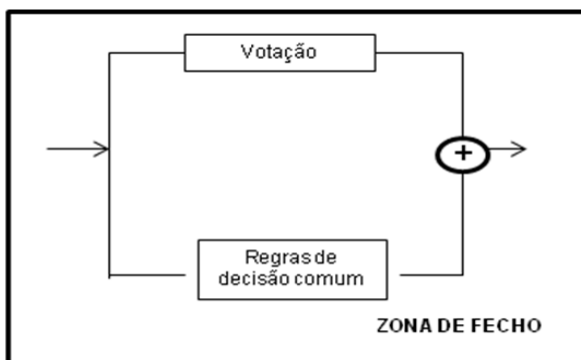 Votação
+
Regras de
decisão comum
ZONA DE FECHO